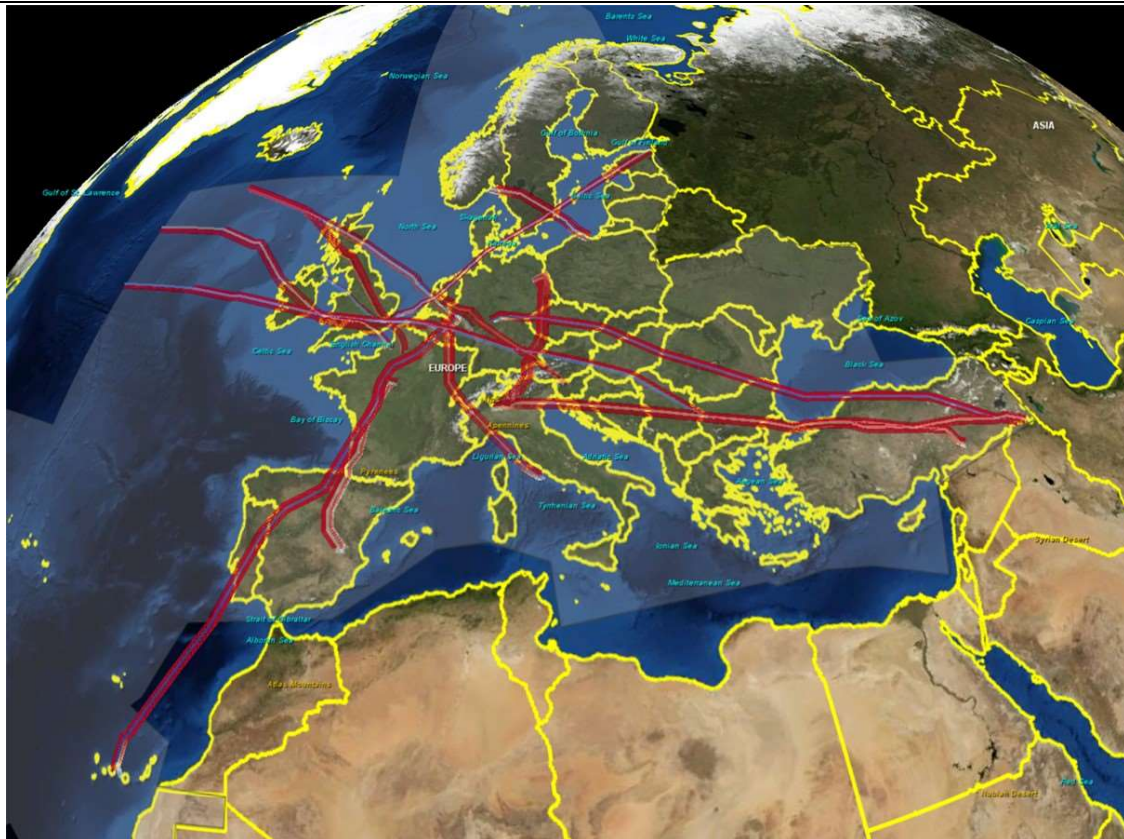 Barents Sea
White Sea
Norwegian Sea
ASIA
Gulf of Bothnia
Gulf of St. Lawrence
North Sea
Sea of Azov
Caspian Sea
English Channel
Celtic Sea
Black Sea
EUROPE
Bay of Biscay
Apennines
Ligurian Sea
Adriatic Sea
Pyrenees
Aegean Sea
Tyrrhenian Sea
Balearic Sea
Syrian Desert
Ionian Sea
Mediterranean Sea
Strait of Gibraltar
Alboran Sea
Atlas Mountains
Red Sea
Nubian Desert